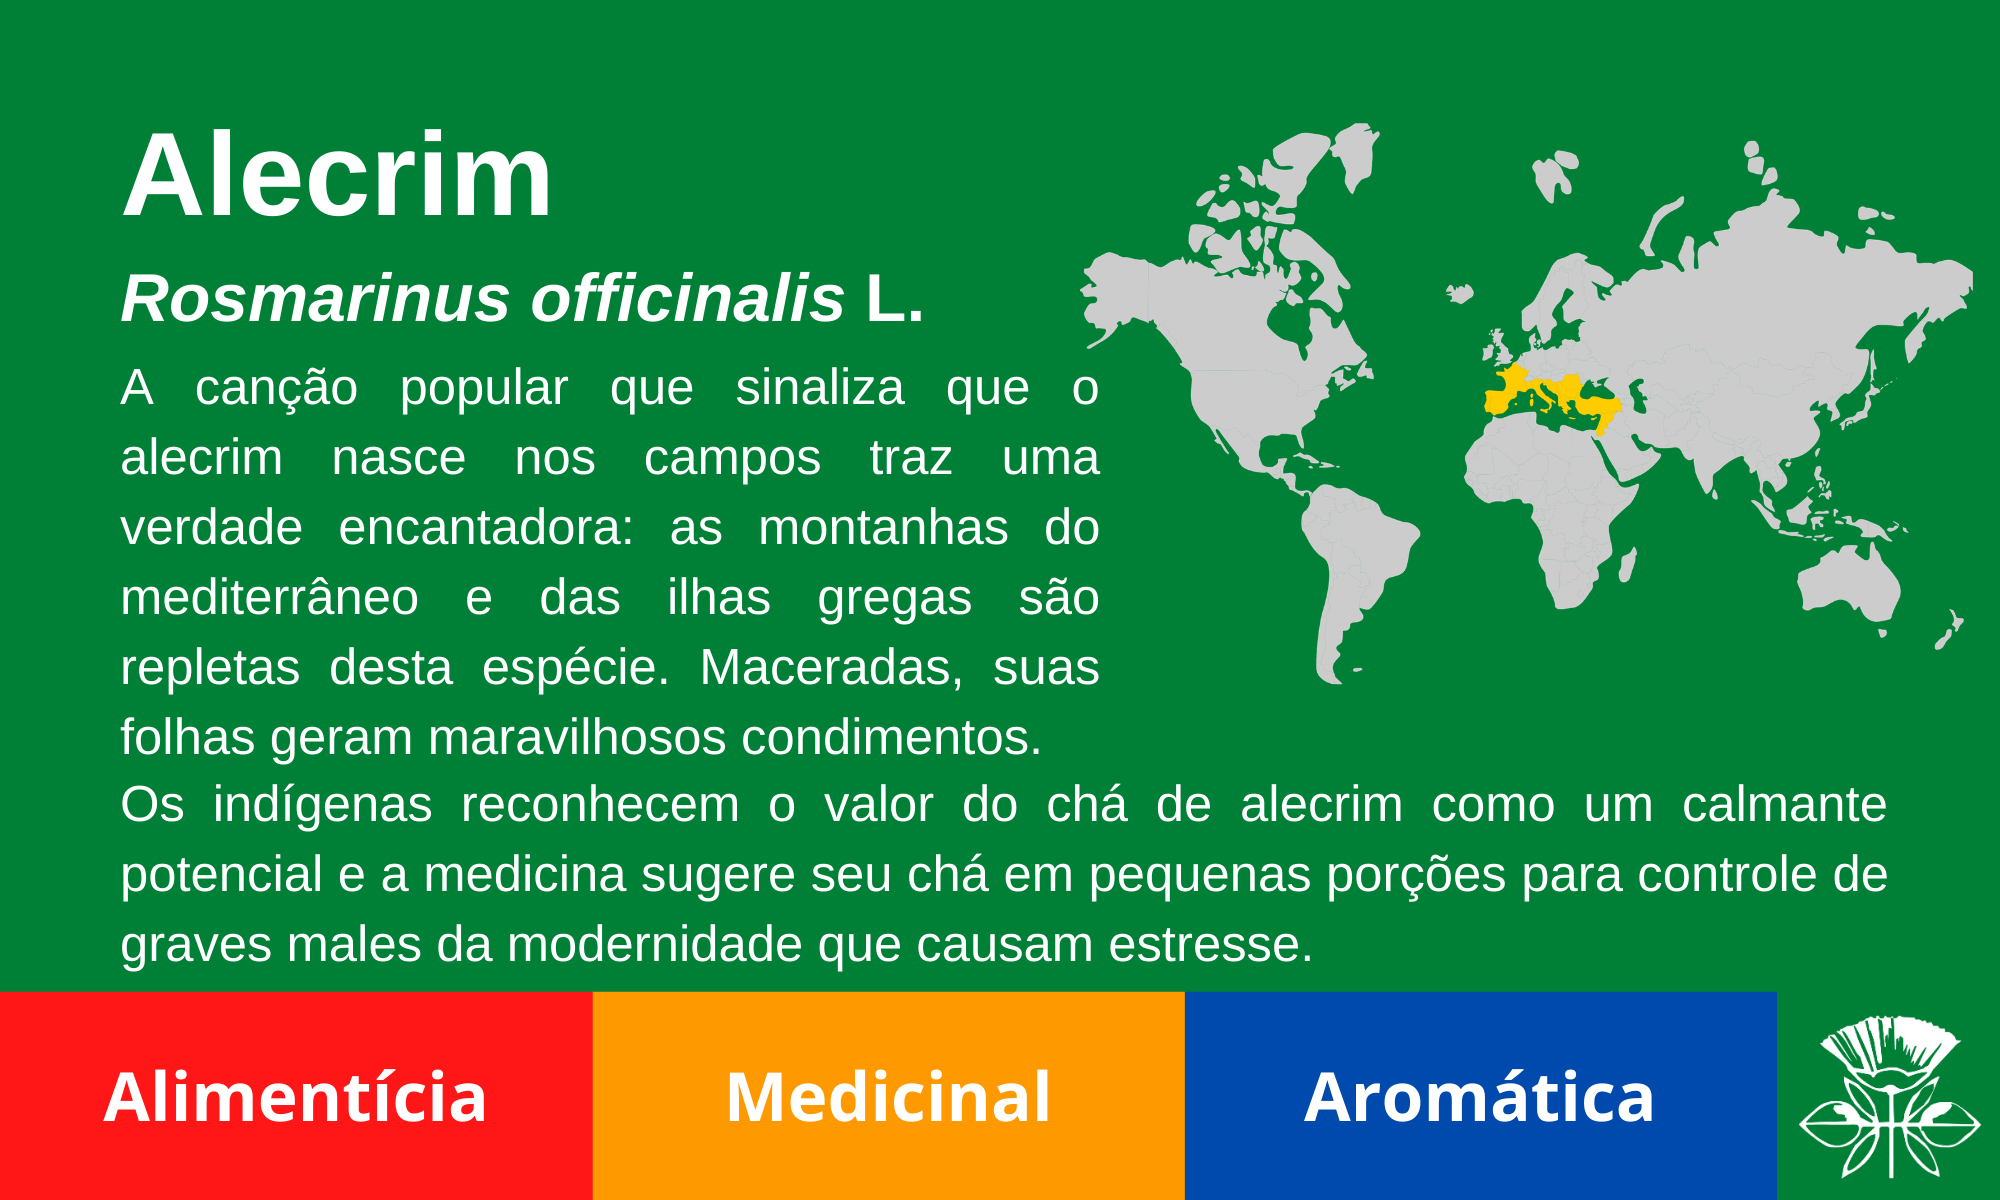 Alecrim
Rosmarinus officinalis L.
A canção popular que sinaliza que o
alecrim nasce nos campos traz uma
verdade encantadora: as montanhas do
mediterrâneo e das ilhas gregas são
repletas desta espécie. Maceradas, suas
folhas geram maravilhosos condimentos.
Os indígenas reconhecem o valor do chá de alecrim como um calmante
potencial e a medicina sugere seu chá em pequenas porções para controle de
graves males da modernidade que causam estresse.
Alimentícia
Medicinal
Aromática